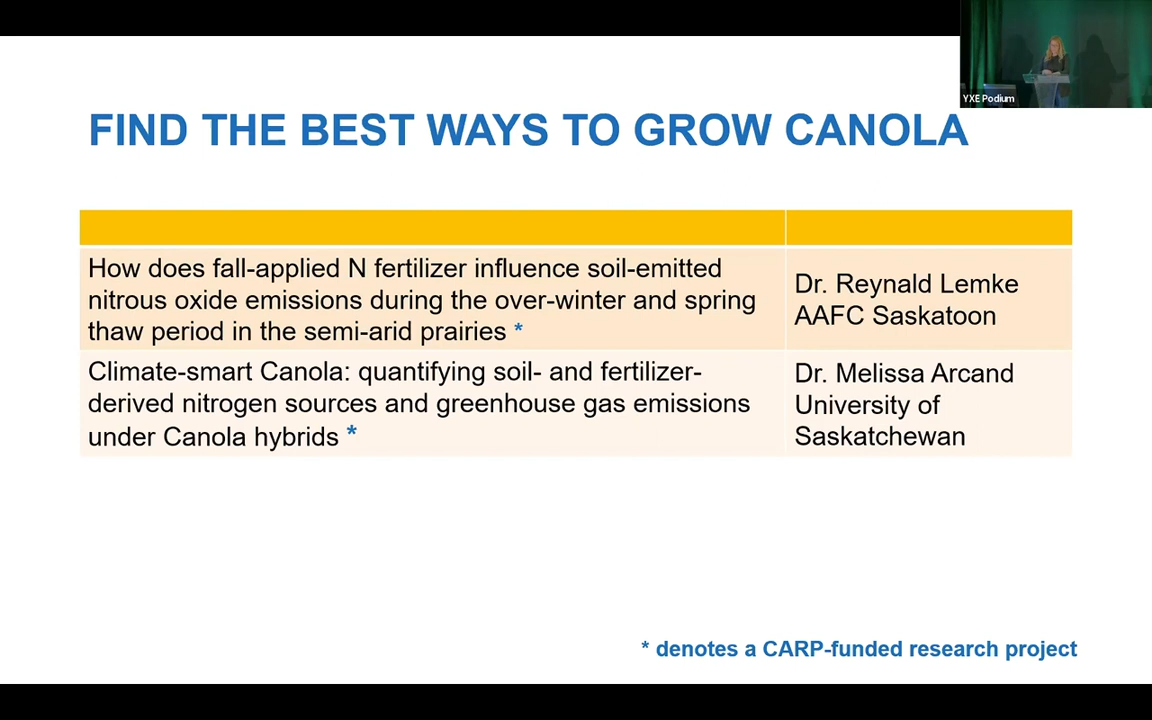 YXE Podium
FIND THE BEST WAYS TO GROW CANOLA
How does fall-applied N fertilizer influence soil-emitted
nitrous oxide emissions during the over-winter and spring
thaw period in the semi-arid prairies *
Dr. Reynald Lemke
AAFC Saskatoon
Climate-smart Canola: quantifying soil- and fertilizer-
derived nitrogen sources and greenhouse gas emissions
under Canola hybrids *
Dr. Melissa Arcand
University of
Saskatchewan
* denotes a CARP-funded research project